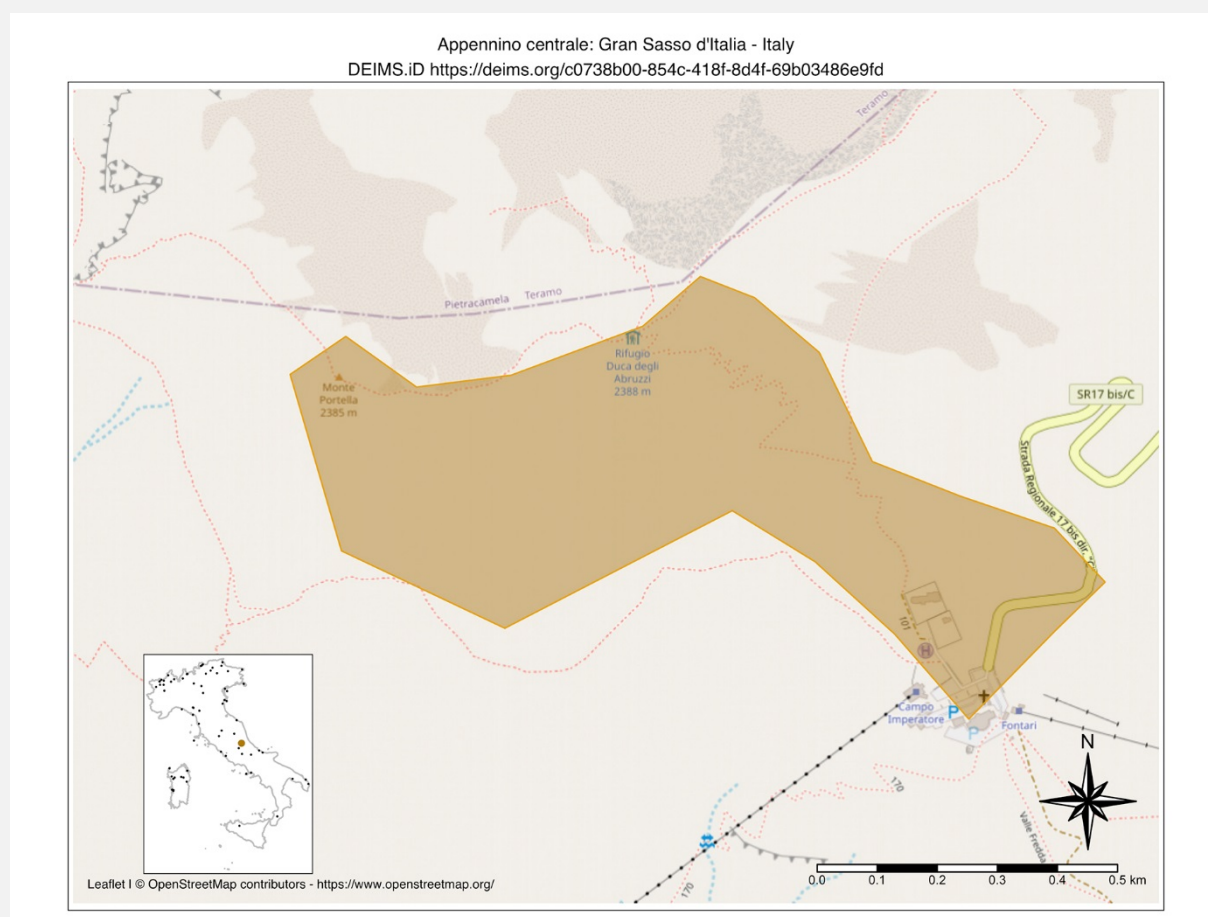 Appennino centrale: Gran Sasso d'Italia - Italy
DEIMS.iD https://deims.org/c0738b00-854c-418f-8d4f-69b03486e9fd
Teramo
Pietracamela Teramo
Rifugio
Duca degli
Abruzzi
2388 m
Monte
Portella
2385 m
SR17 bis/C
Strada Regionale 17 bis dir. "C"
101
H
Campo
Imperatore
P
P
Fontari
N
170
Valle Fredda
170
0.0 0.1 0.2 0.3 0.4 0.5 km
Leaflet | © OpenStreetMap contributors - https://www.openstreetmap.org/